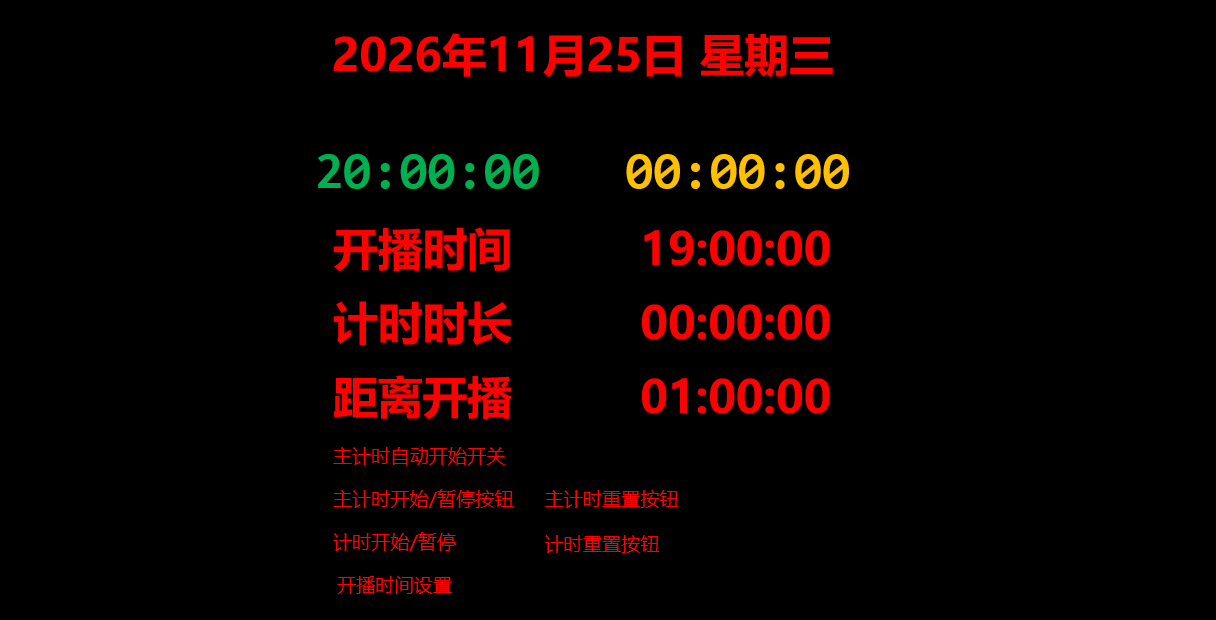 2026年11月25日 星期三
20:00:00 00:00:00
开播时间 19:00:00
计时时长 00:00:00
距离开播 01:00:00
主计时自动开始开关
主计时开始/暂停按钮 主计时重置按钮
计时开始/暂停 计时重置按钮
开播时间设置